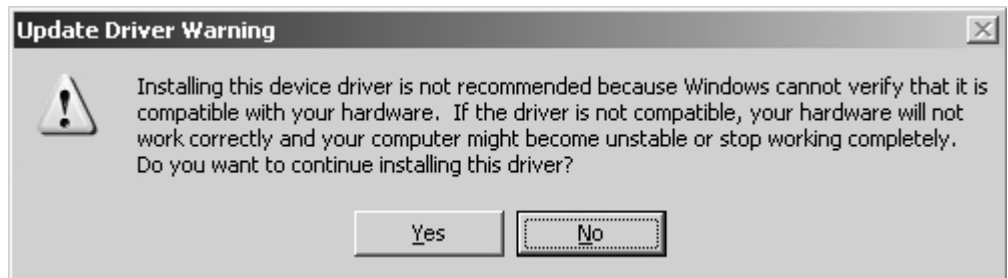 Update Driver Warning
Installing this device driver is not recommended because Windows cannot verify that it is
compatible with your hardware.  If the driver is not compatible, your hardware will not
work correctly and your computer might become unstable or stop working completely.
Do you want to continue installing this driver?
Yes
No